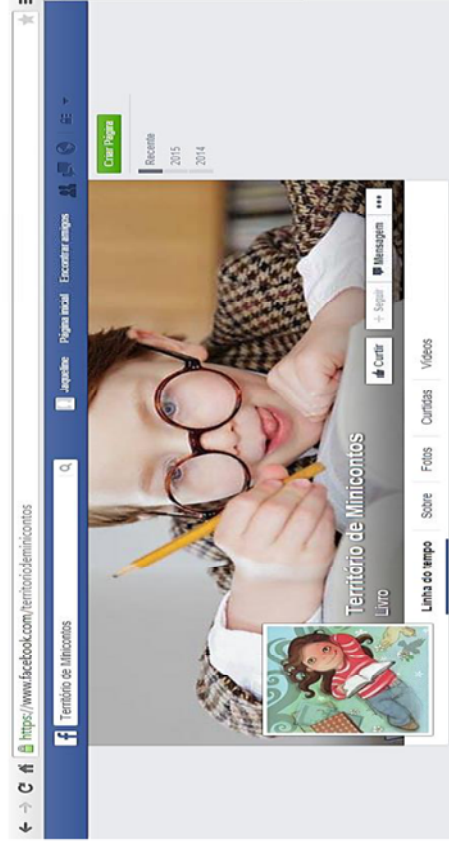 https://www.facebook.com/territoriodeminicontos
f Território de Minicontos
Jaqueline Página inicial Encontrar amigos
Criar Página
Recente
2015
2014
Território de Minicontos
Livro
Curtir + Seguir Mensagem •••
Linha do tempo Sobre Fotos Curtidas Vídeos